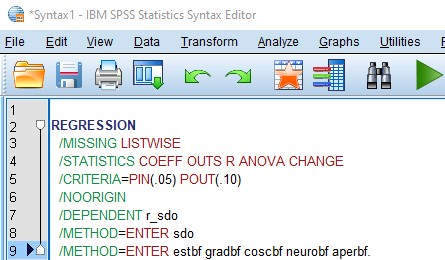 *Syntax1 - IBM SPSS Statistics Syntax Editor
File Edit View Data Transform Analyze Graphs Utilities
1
2 REGRESSION
3 /MISSING LISTWISE
4 /STATISTICS COEFF OUTS R ANOVA CHANGE
5 /CRITERIA=PIN(.05) POUT(.10)
6 /NOORIGIN
7 /DEPENDENT r_sdo
8 /METHOD=ENTER sdo
9 /METHOD=ENTER estbf gradbf coscbf neurobf aperbf.